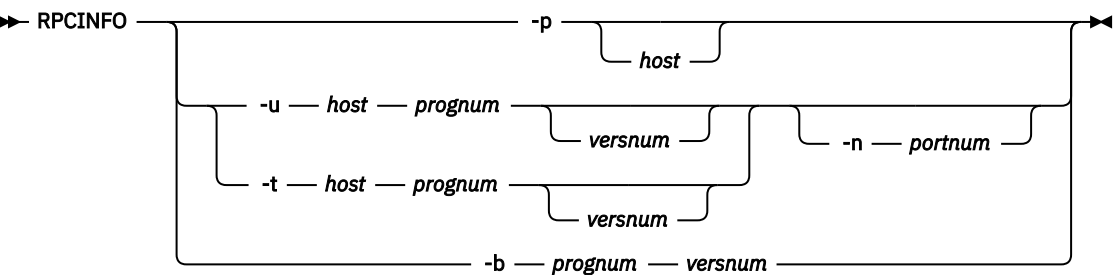 RPCINFO -p
host
-u host prognum
versnum
-n portnum
-t host prognum
versnum
-b prognum versnum